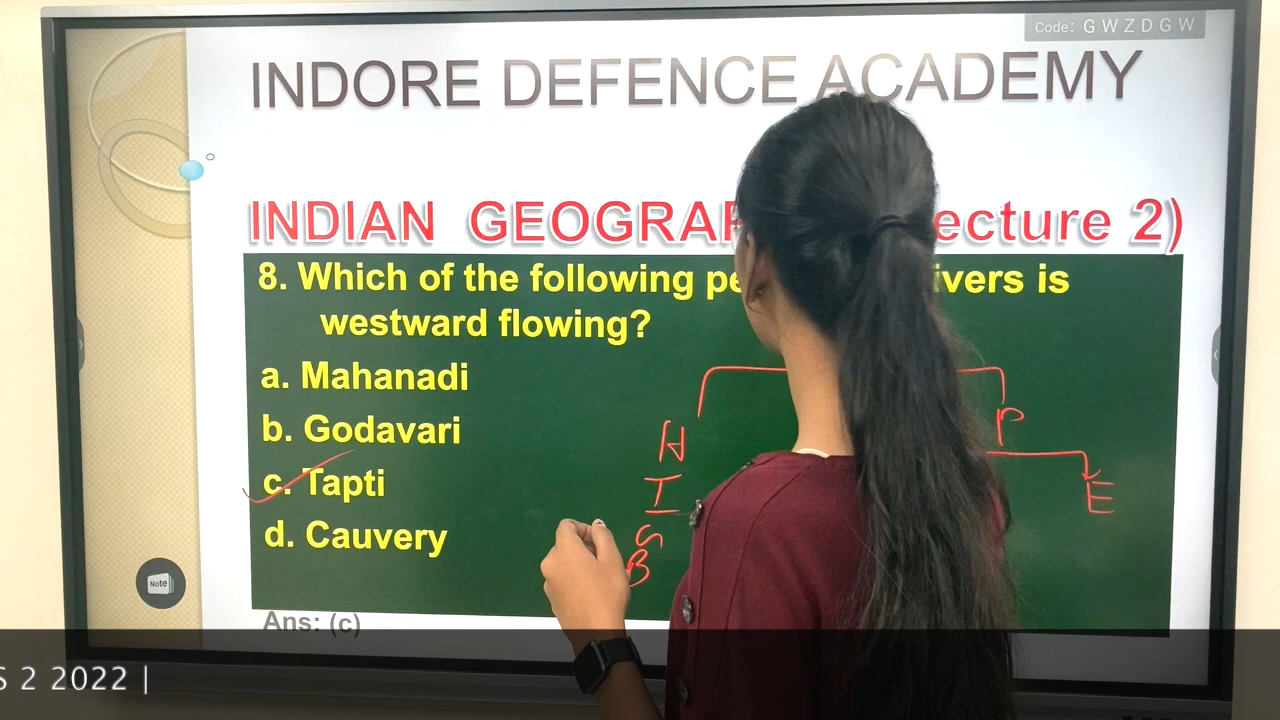 Code: GWZDGW
INDORE DEFENCE ACADEMY
INDIAN GEOGRAP ecture 2)
8. Which of the following pe ivers is
westward flowing?
a. Mahanadi
b. Godavari
c. Tapti
d. Cauvery
H
P
I
E
G
B
Note
Ans: (c)
S 2 2022 |